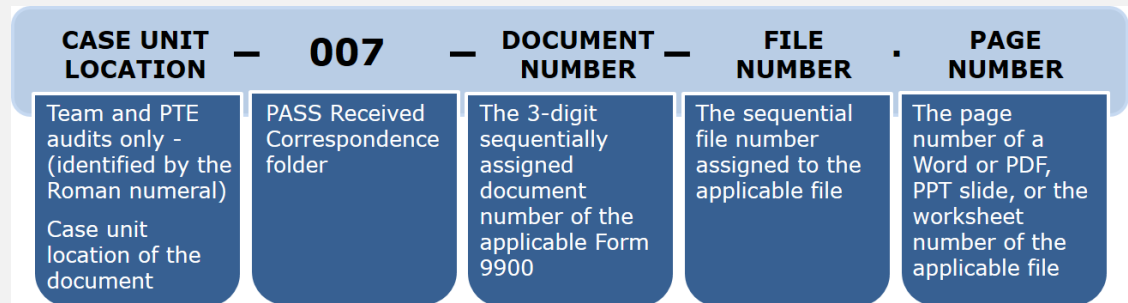 CASE UNIT LOCATION – 007 – DOCUMENT NUMBER – FILE NUMBER . PAGE NUMBER
Team and PTE
audits only -
(identified by the
Roman numeral)
Case unit
location of the
document
PASS Received
Correspondence
folder
The 3-digit
sequentially
assigned
document
number of the
applicable Form
9900
The sequential
file number
assigned to the
applicable file
The page
number of a
Word or PDF,
PPT slide, or the
worksheet
number of the
applicable file